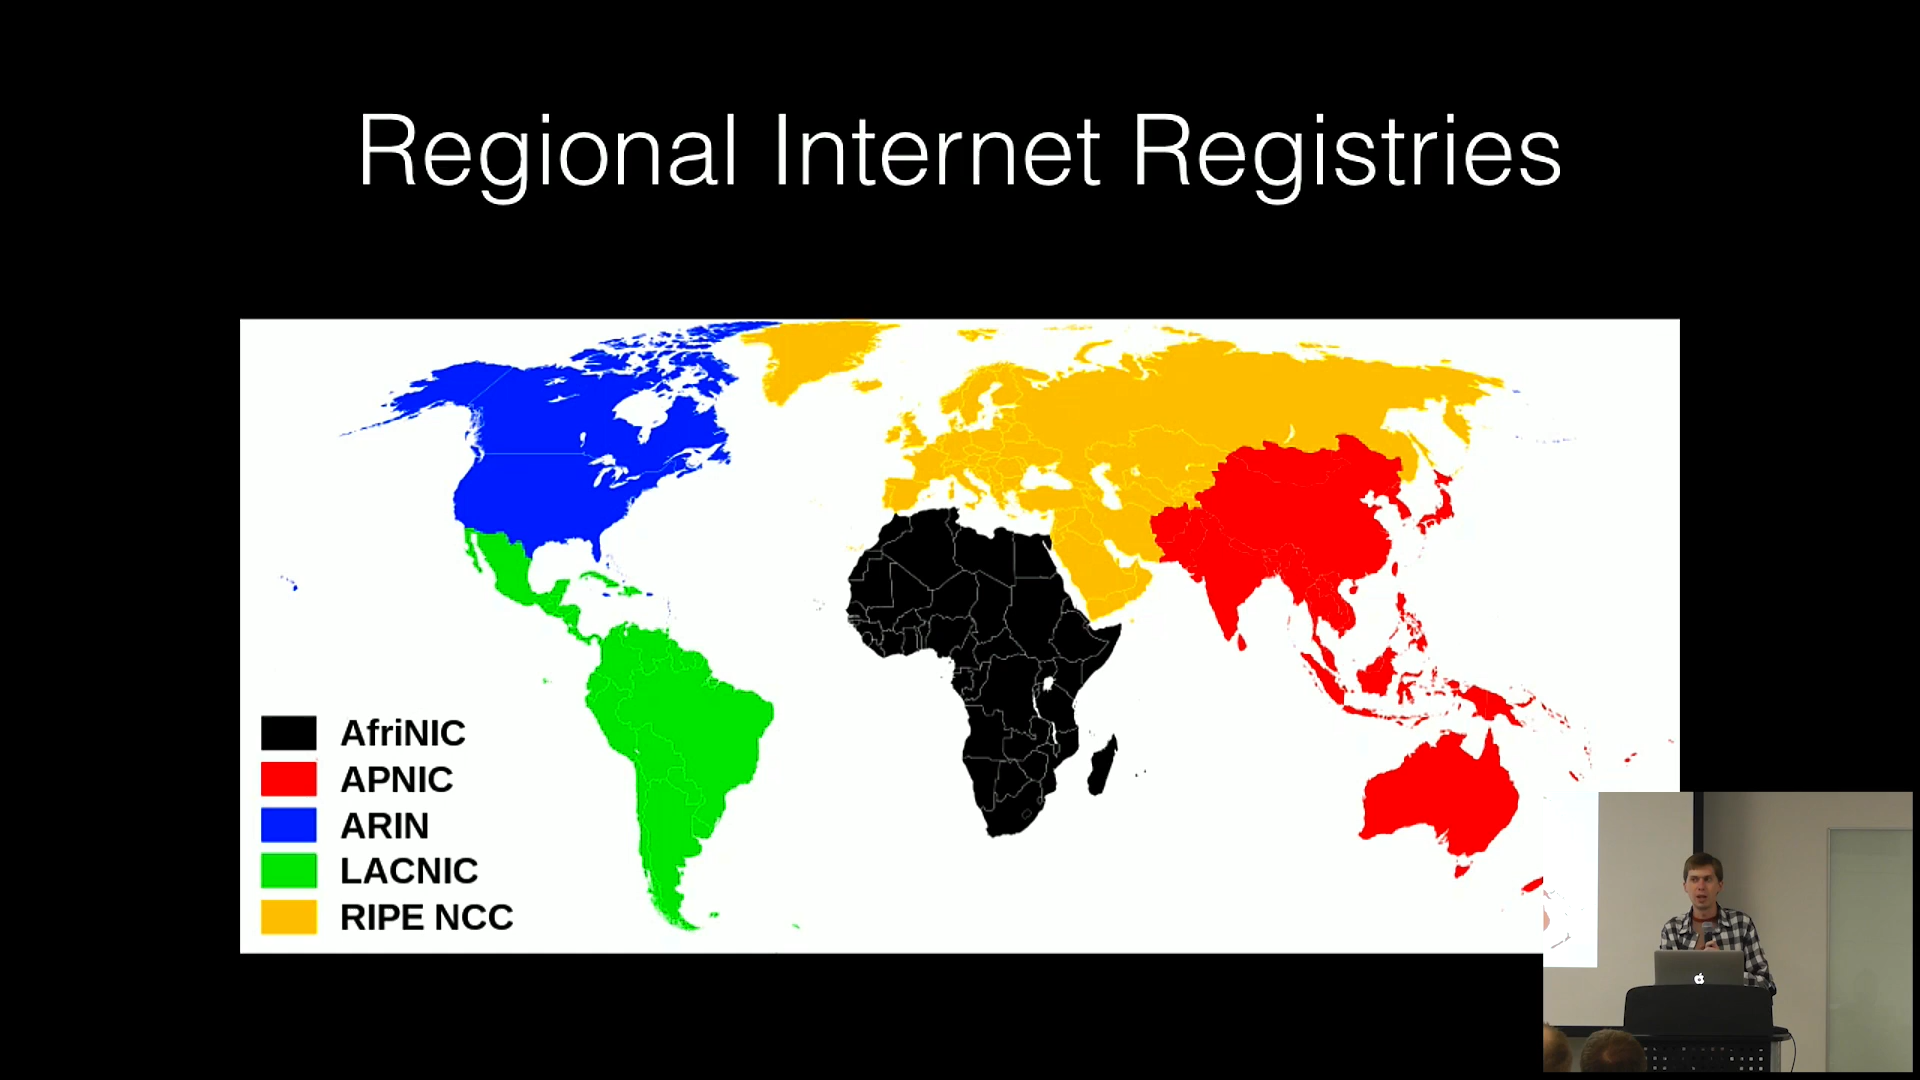 Regional Internet Registries
AfriNIC
APNIC
ARIN
LACNIC
RIPE NCC